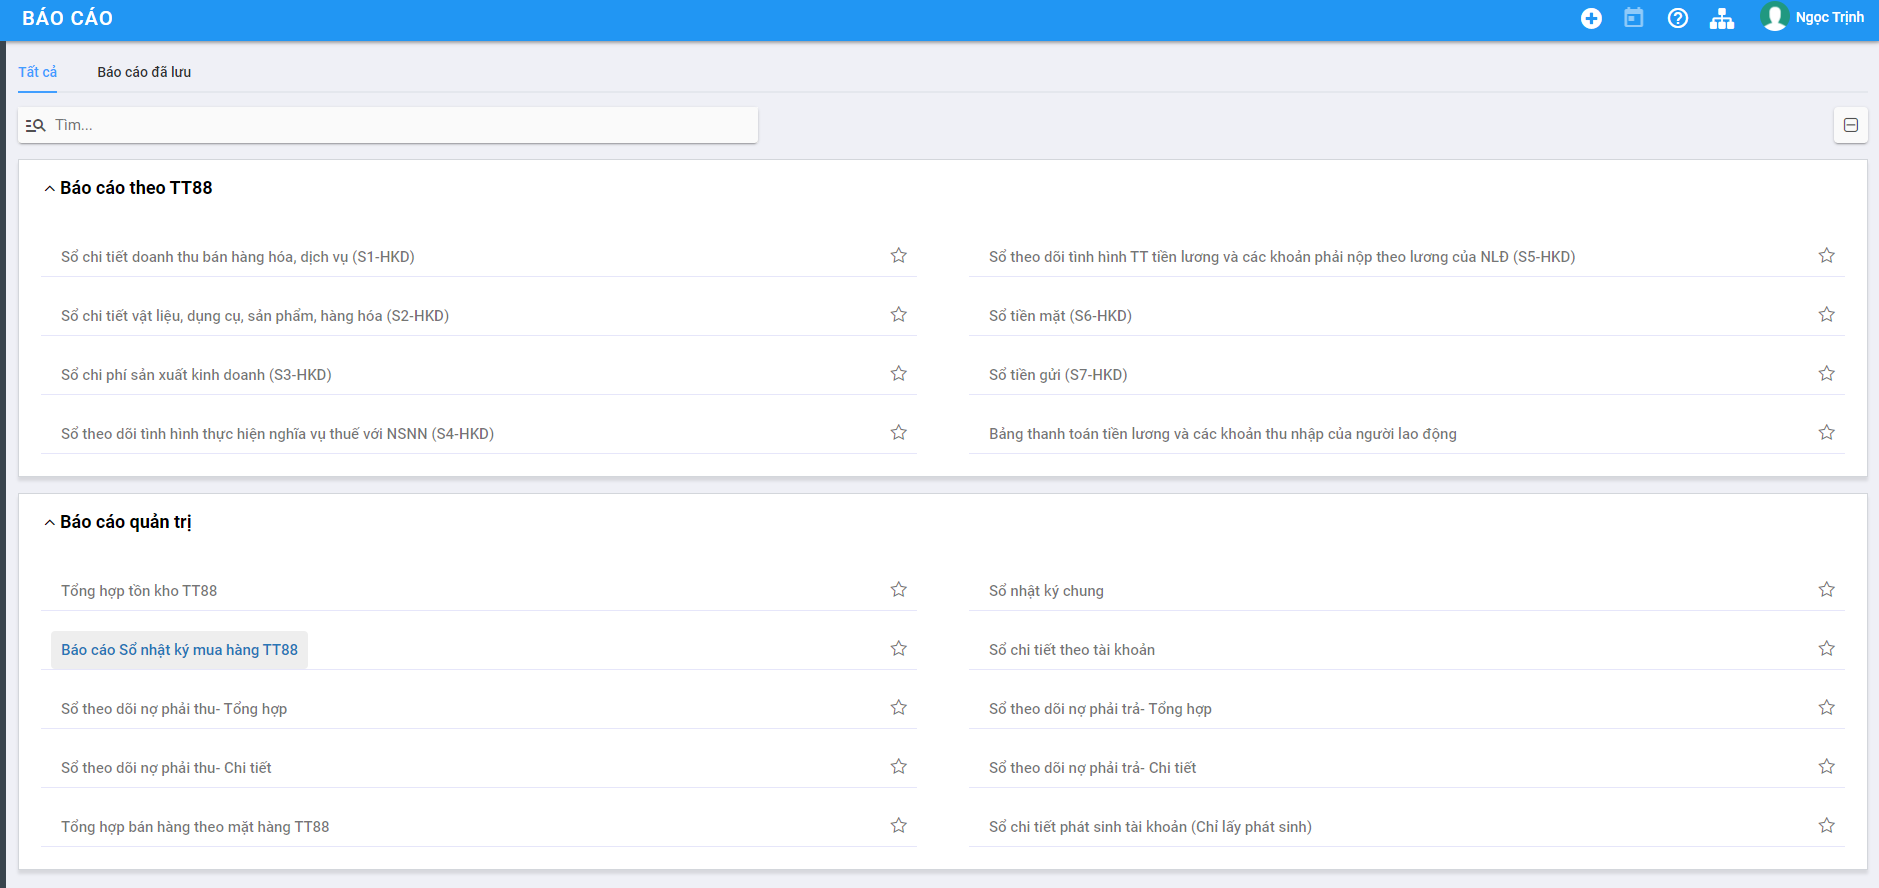 BÁO CÁO
Ngọc Trịnh
Tất cả
Báo cáo đã lưu
Tìm...
Báo cáo theo TT88
Sổ chi tiết doanh thu bán hàng hóa, dịch vụ (S1-HKD)
Sổ theo dõi tình hình TT tiền lương và các khoản phải nộp theo lương của NLĐ (S5-HKD)
Sổ chi tiết vật liệu, dụng cụ, sản phẩm, hàng hóa (S2-HKD)
Sổ tiền mặt (S6-HKD)
Sổ chi phí sản xuất kinh doanh (S3-HKD)
Sổ tiền gửi (S7-HKD)
Sổ theo dõi tình hình thực hiện nghĩa vụ thuế với NSNN (S4-HKD)
Bảng thanh toán tiền lương và các khoản thu nhập của người lao động
Báo cáo quản trị
Tổng hợp tồn kho TT88
Sổ nhật ký chung
Báo cáo Sổ nhật ký mua hàng TT88
Sổ chi tiết theo tài khoản
Sổ theo dõi nợ phải thu- Tổng hợp
Sổ theo dõi nợ phải trả- Tổng hợp
Sổ theo dõi nợ phải thu- Chi tiết
Sổ theo dõi nợ phải trả- Chi tiết
Tổng hợp bán hàng theo mặt hàng TT88
Sổ chi tiết phát sinh tài khoản (Chỉ lấy phát sinh)